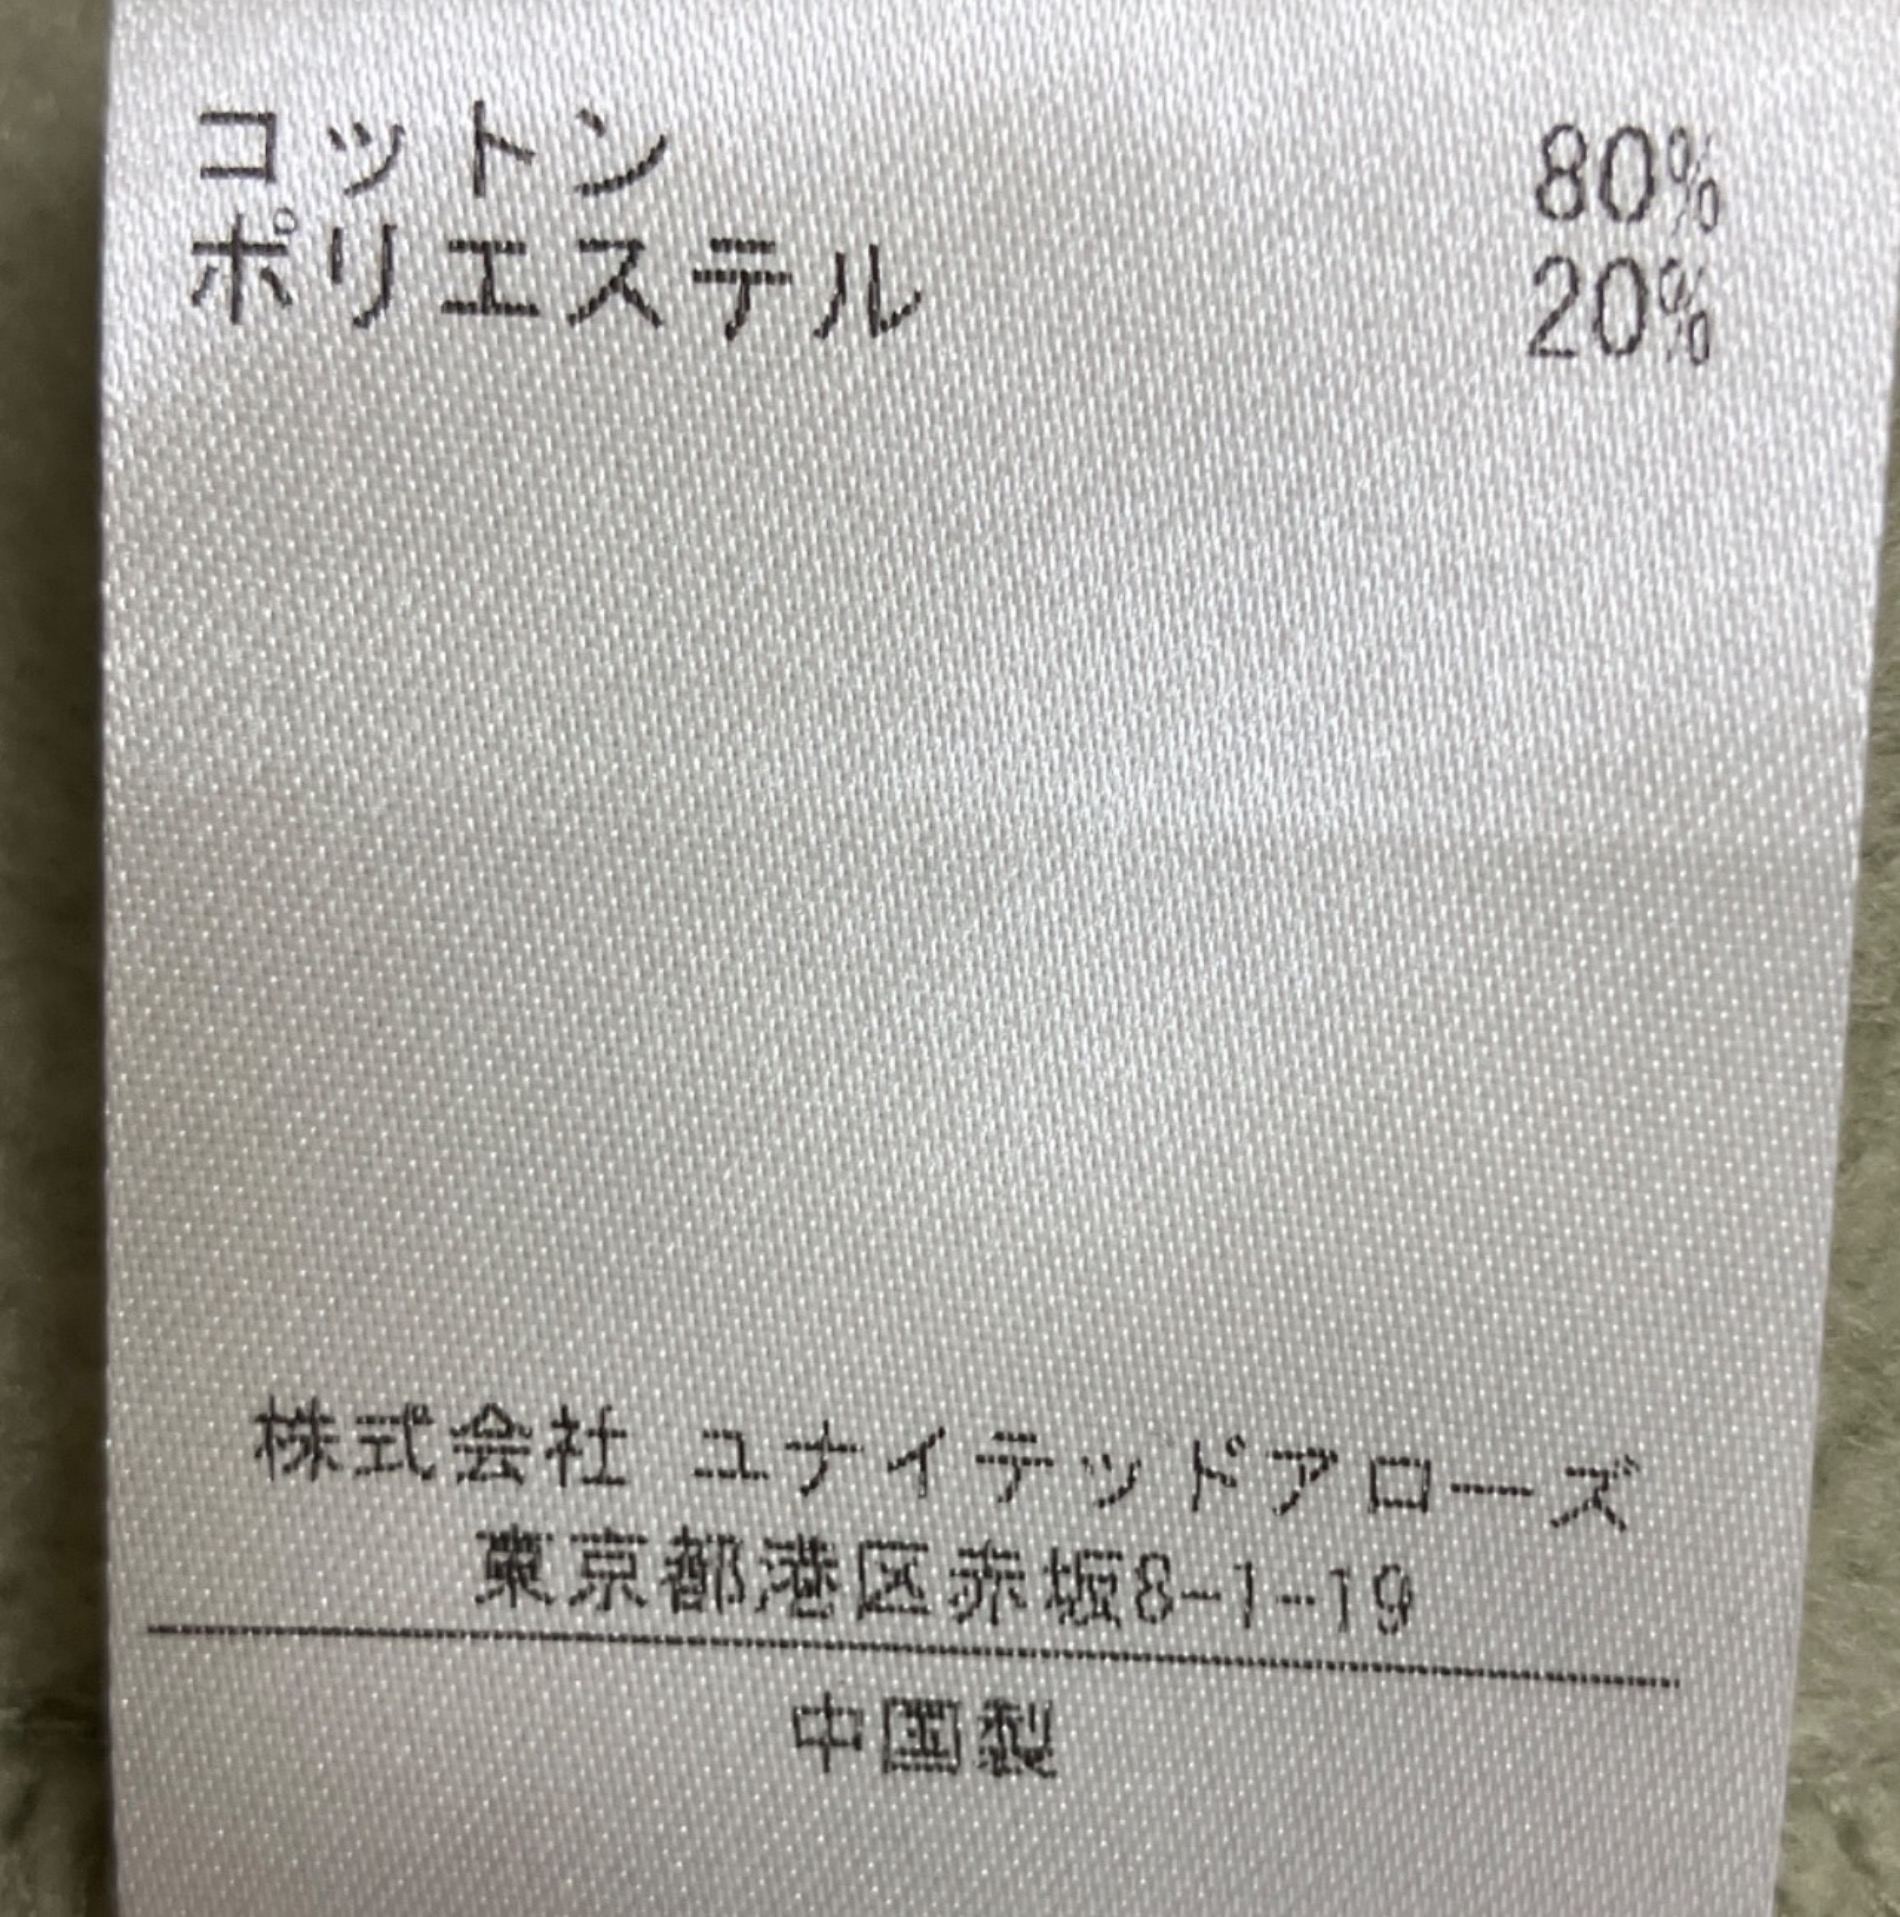 コットン 80%
ポリエステル 20%
株式会社 ユナイテッドアローズ
東京都港区赤坂8-1-19
中国製